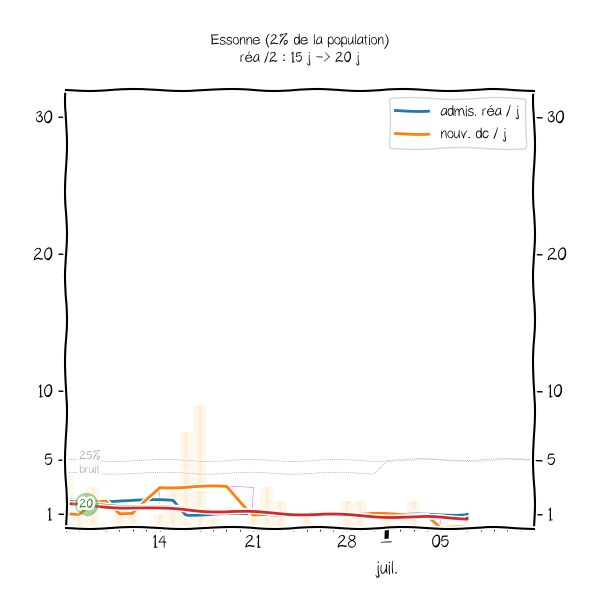 Essonne (2% de la population)
réa /2 : 15 j -> 20 j
admis. réa / j
nouv. dc / j
30
30
20
20
10
10
5
5
1
1
25%
bruit
20
14
21
28
1
05
juil.